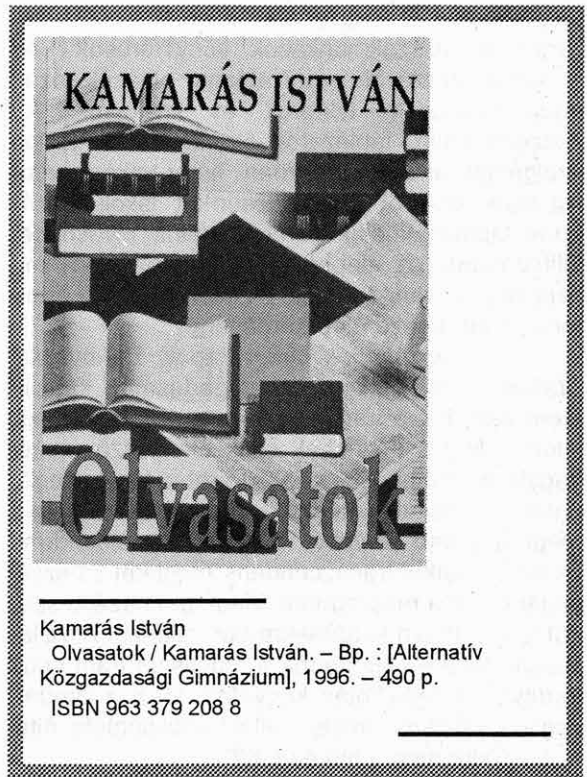 KAMARÁS ISTVÁN
Olvasatok
Kamarás István
Olvasatok / Kamarás István. – Bp. : [Alternatív
Közgazdasági Gimnázium], 1996. – 490 p.
ISBN 963 379 208 8